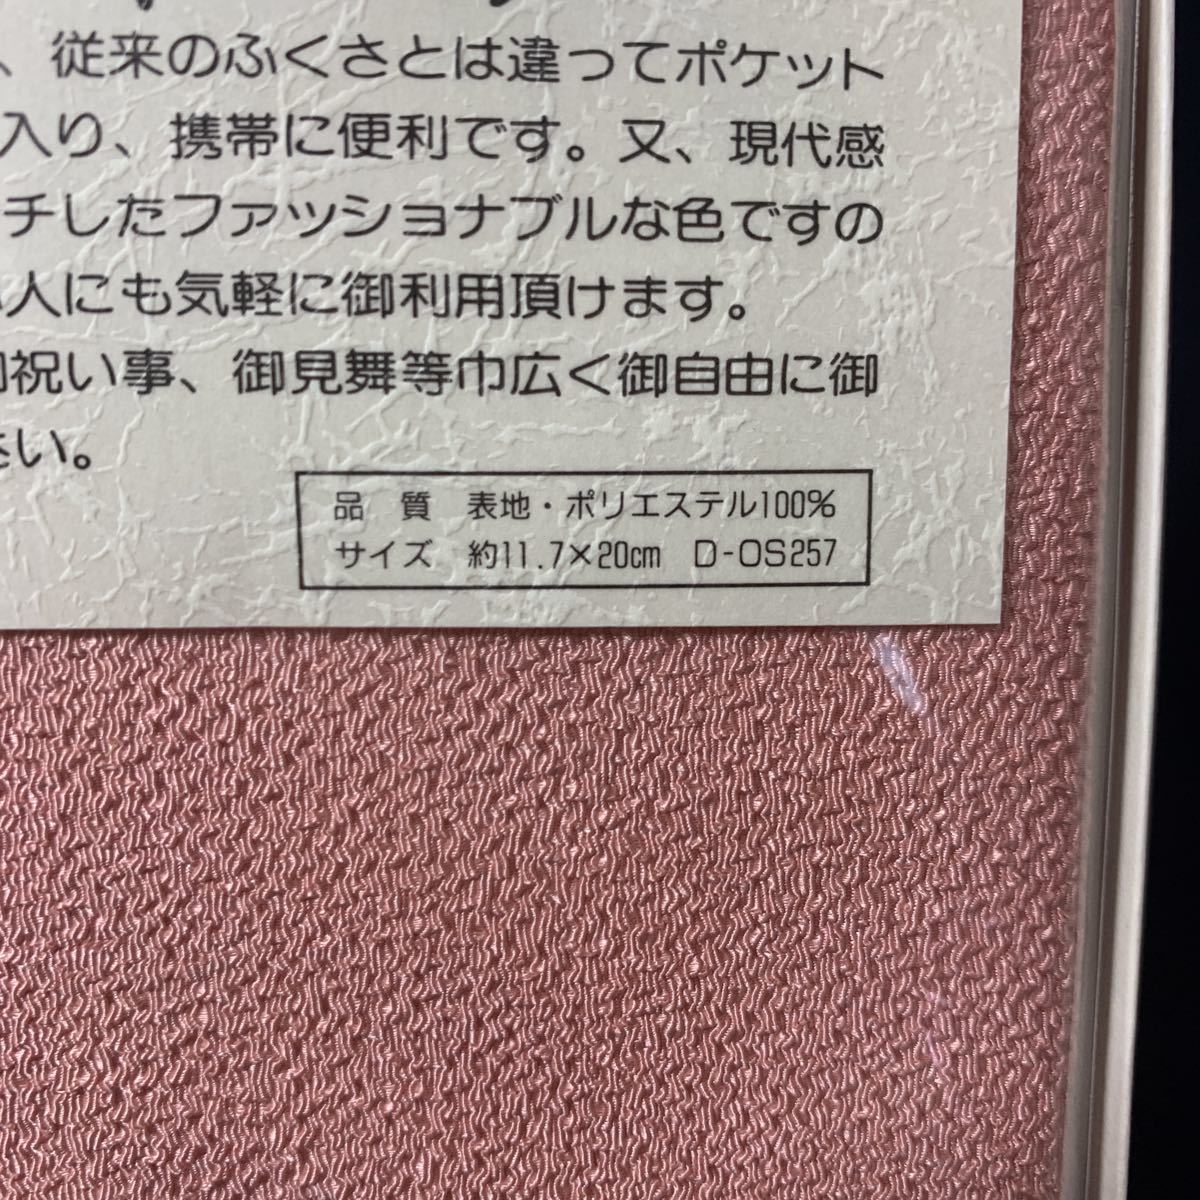 、従来のふくさとは違ってポケット
入り、携帯に便利です。又、現代感
チしたファッショナブルな色ですの
人にも気軽に御利用頂けます。
祝い事、御見舞等巾広く御自由に御
さい。
品 質 表地・ポリエステル100%
サイズ 約11.7×20cm D-OS257